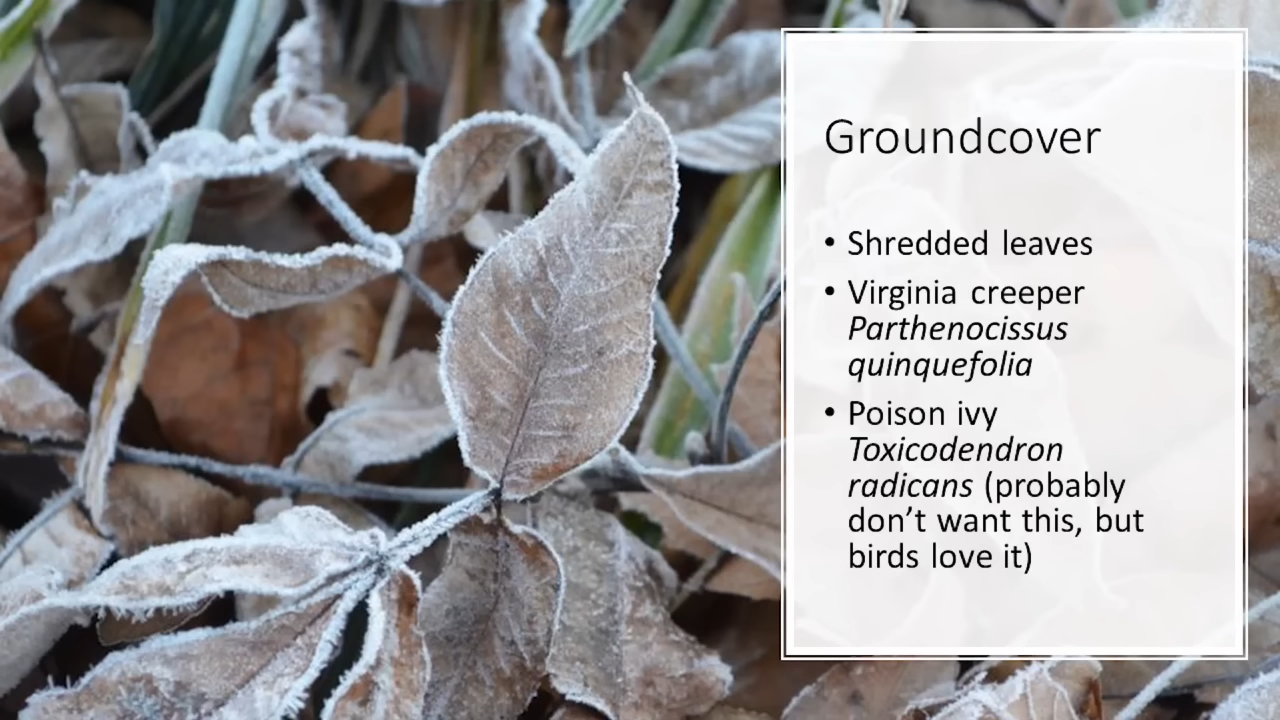 Groundcover
• Shredded leaves
• Virginia creeper
Parthenocissus
quinquefolia
• Poison ivy
Toxicodendron
radicans (probably
don’t want this, but
birds love it)